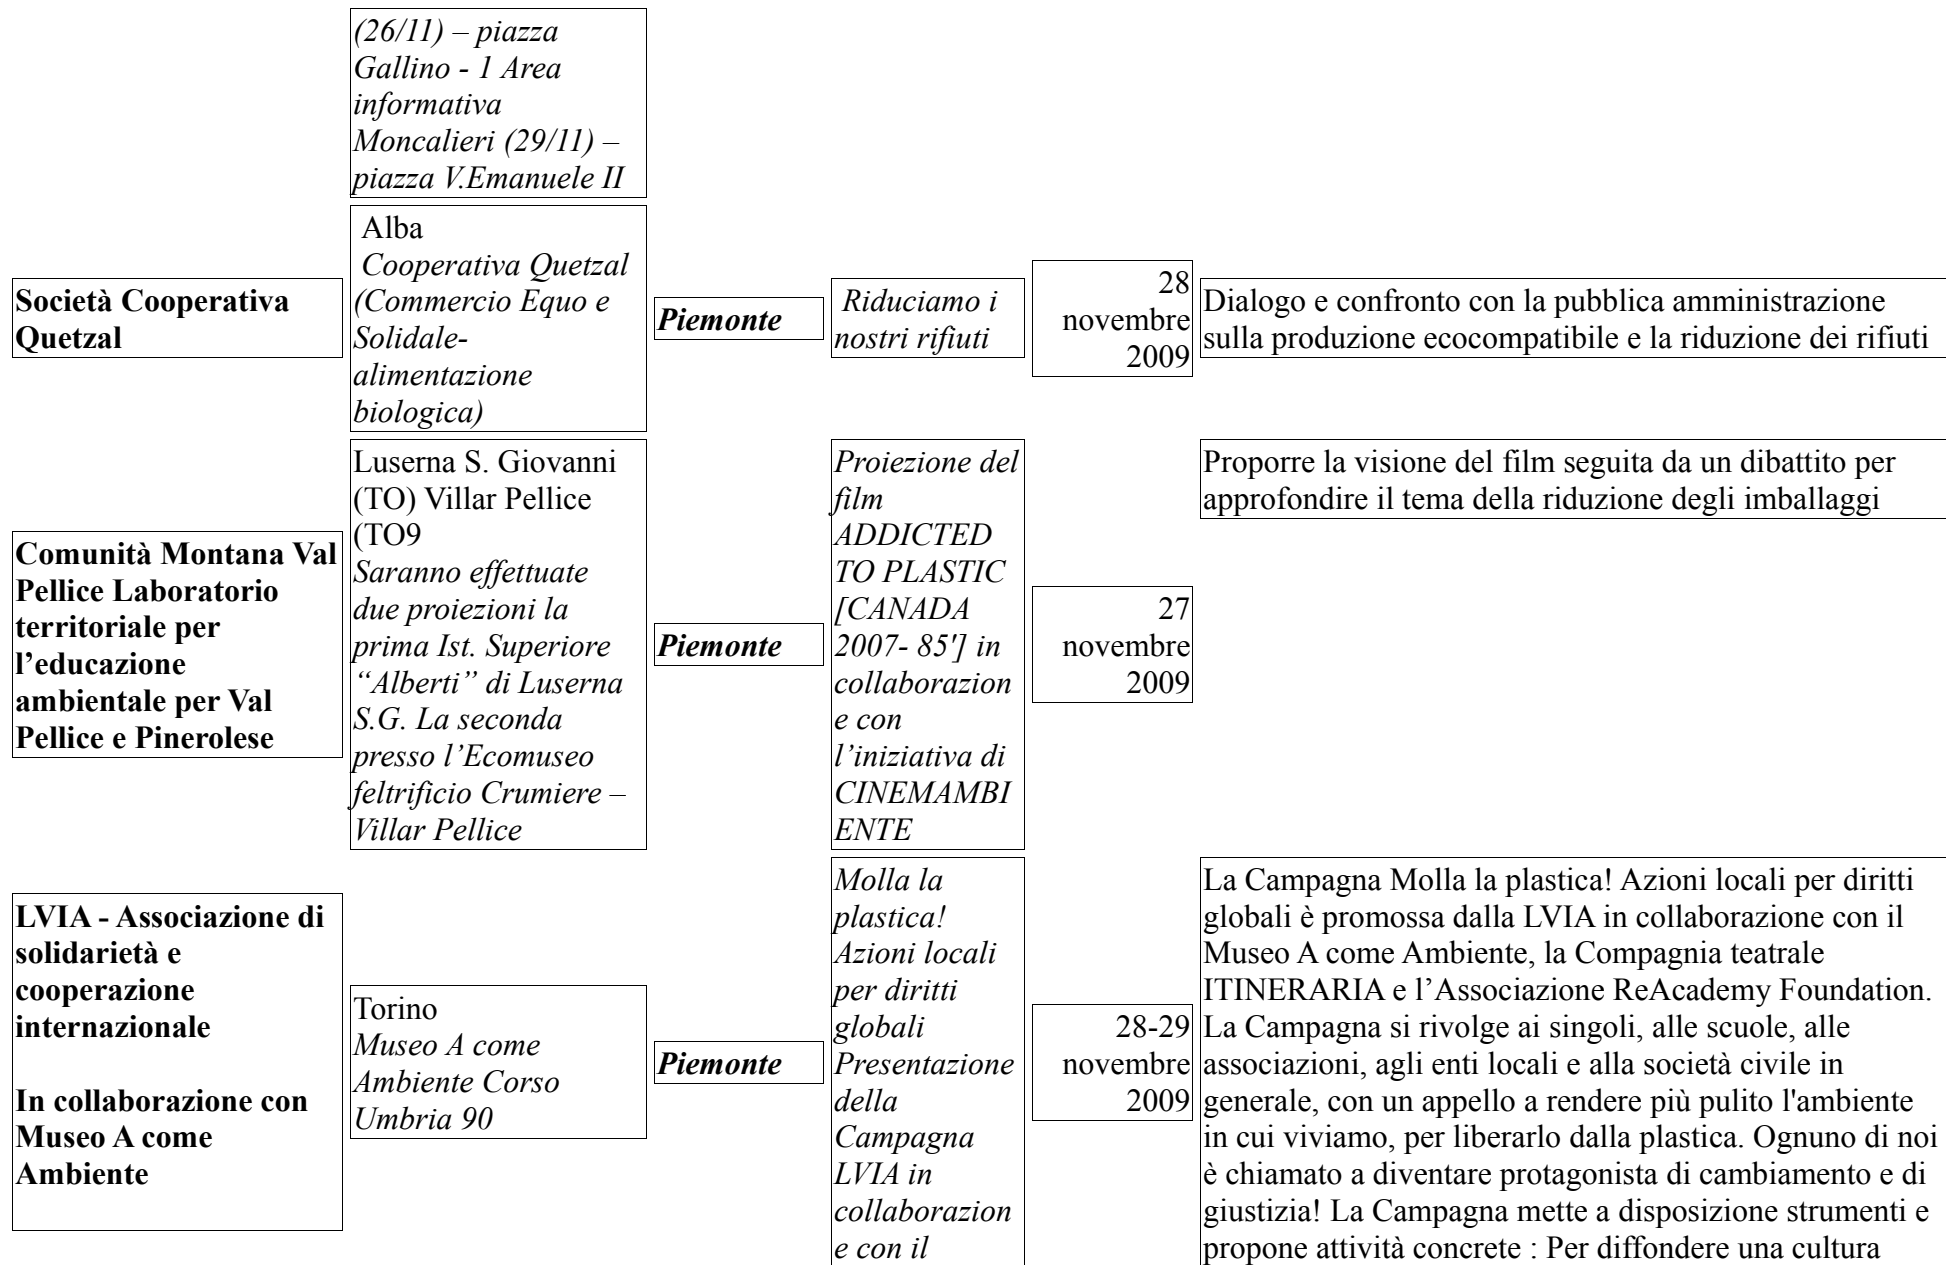 (26/11) – piazza
Gallino - 1 Area
informativa
Moncalieri (29/11) –
piazza V.Emanuele II
Società Cooperativa
Quetzal
Alba
Cooperativa Quetzal
(Commercio Equo e
Solidale-
alimentazione
biologica)
Piemonte
Riduciamo i
nostri rifiuti
28
novembre
2009
Dialogo e confronto con la pubblica amministrazione
sulla produzione ecocompatibile e la riduzione dei rifiuti
Comunità Montana Val
Pellice Laboratorio
territoriale per
l’educazione
ambientale per Val
Pellice e Pinerolese
Luserna S. Giovanni
(TO) Villar Pellice
(TO9
Saranno effettuate
due proiezioni la
prima Ist. Superiore
“Alberti” di Luserna
S.G. La seconda
presso l’Ecomuseo
feltrificio Crumiere –
Villar Pellice
Piemonte
Proiezione del
film
ADDICTED
TO PLASTIC
[CANADA
2007- 85'] in
collaborazion
e con
l’iniziativa di
CINEMAMBI
ENTE
27
novembre
2009
Proporre la visione del film seguita da un dibattito per
approfondire il tema della riduzione degli imballaggi
LVIA - Associazione di
solidarietà e
cooperazione
internazionale
In collaborazione con
Museo A come
Ambiente
Torino
Museo A come
Ambiente Corso
Umbria 90
Piemonte
Molla la
plastica!
Azioni locali
per diritti
globali
Presentazione
della
Campagna
LVIA in
collaborazion
e con il
28-29
novembre
2009
La Campagna Molla la plastica! Azioni locali per diritti
globali è promossa dalla LVIA in collaborazione con il
Museo A come Ambiente, la Compagnia teatrale
ITINERARIA e l’Associazione ReAcademy Foundation.
La Campagna si rivolge ai singoli, alle scuole, alle
associazioni, agli enti locali e alla società civile in
generale, con un appello a rendere più pulito l'ambiente
in cui viviamo, per liberarlo dalla plastica. Ognuno di noi
è chiamato a diventare protagonista di cambiamento e di
giustizia! La Campagna mette a disposizione strumenti e
propone attività concrete : Per diffondere una cultura